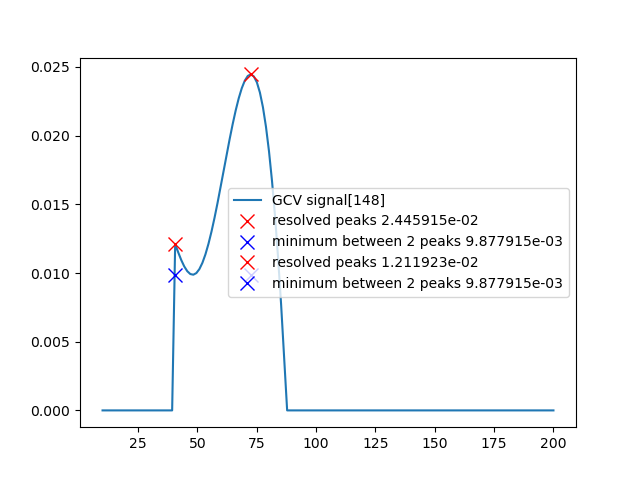 0.025
0.020
0.015
0.010
0.005
0.000
GCV signal[148]
resolved peaks 2.445915e-02
minimum between 2 peaks 9.877915e-03
resolved peaks 1.211923e-02
minimum between 2 peaks 9.877915e-03
25 50 75 100 125 150 175 200